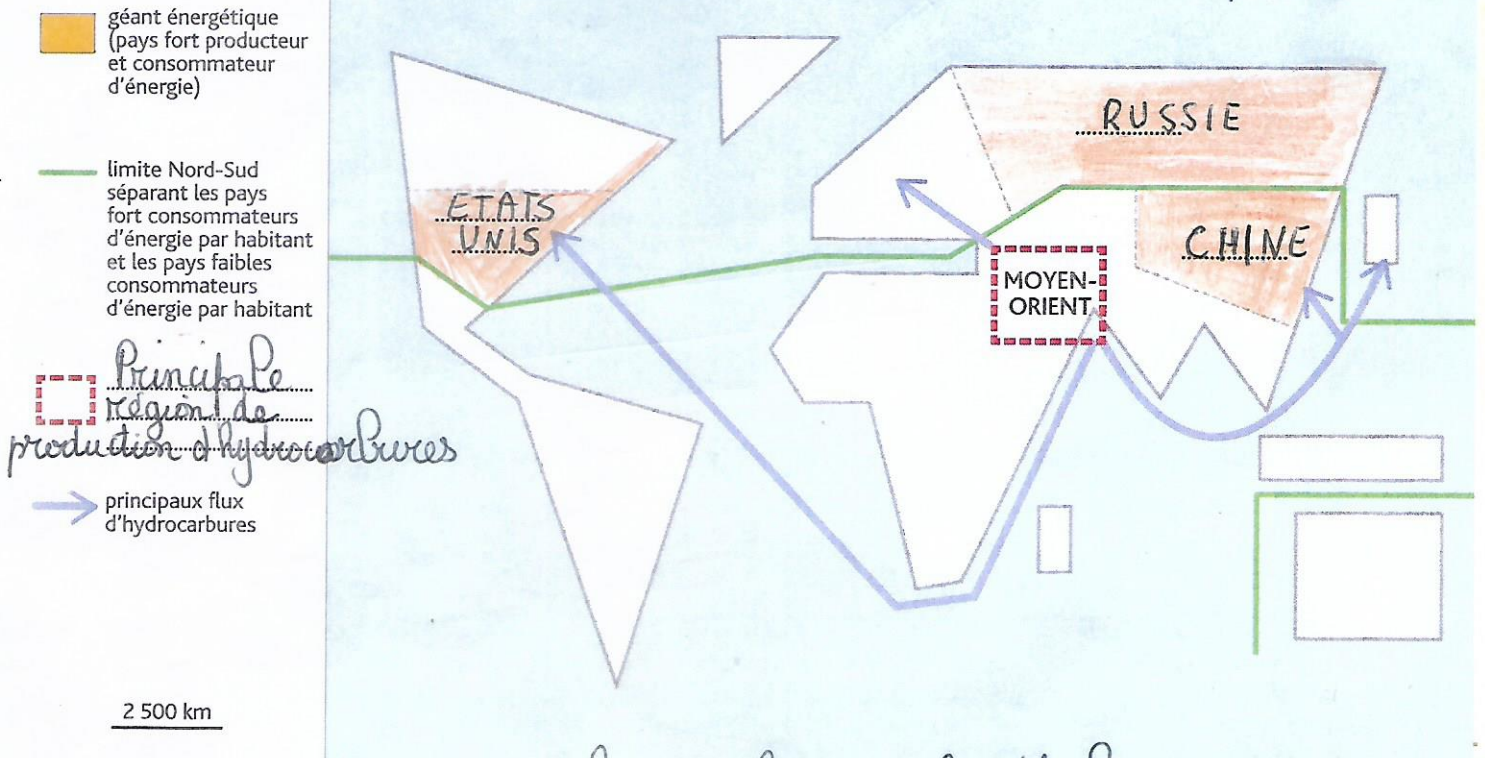 géant énergétique
(pays fort producteur
et consommateur
d'énergie)
limite Nord-Sud
séparant les pays
fort consommateurs
d'énergie par habitant
et les pays faibles
consommateurs
d'énergie par habitant
Principale
région de
production d'hydrocarbures
principaux flux
d'hydrocarbures
2 500 km
ETATS
UNIS
RUSSIE
CHINE
MOYEN-
ORIENT